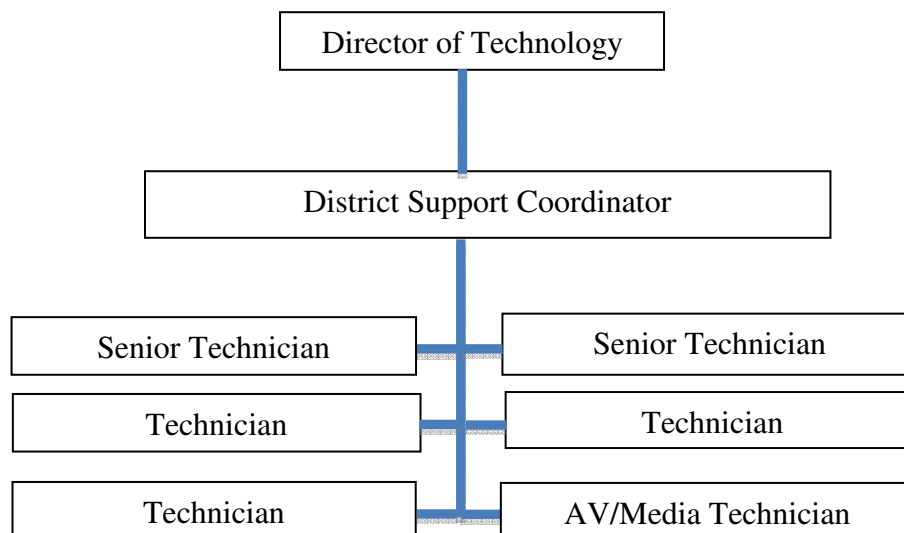 Director of Technology
District Support Coordinator
Senior Technician
Senior Technician
Technician
Technician
Technician
AV/Media Technician